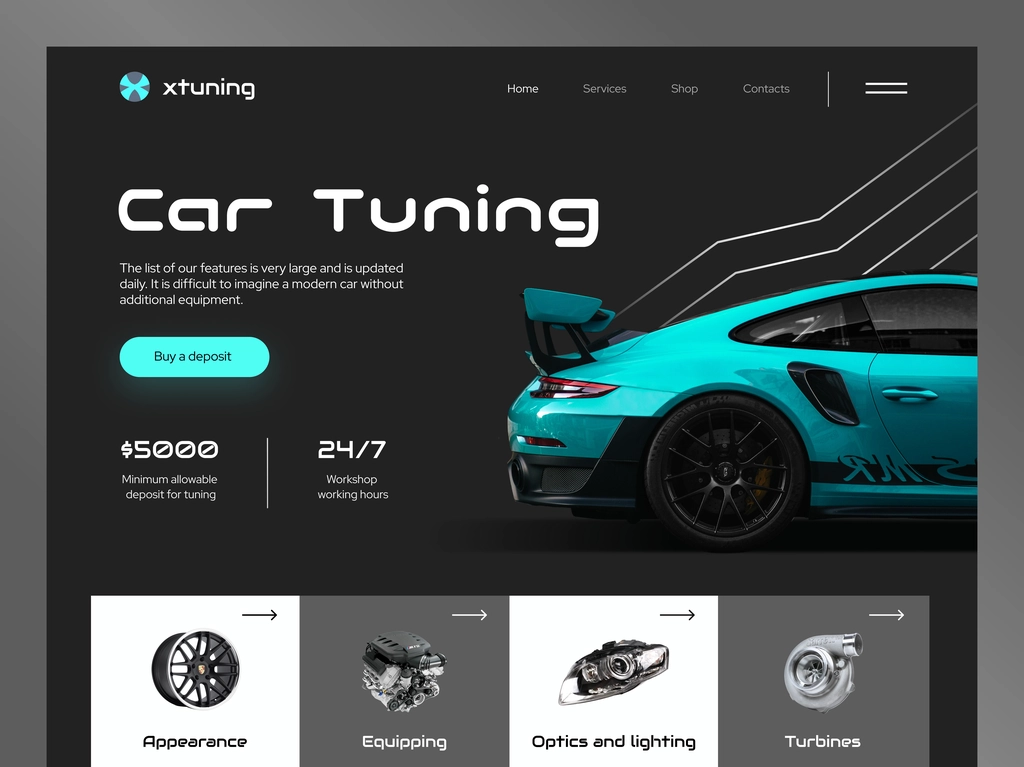 xtuning
Home
Services
Shop
Contacts
Car Tuning
The list of our features is very large and is updated
daily. It is difficult to imagine a modern car without
additional equipment.
Buy a deposit
$5000
Minimum allowable
deposit for tuning
24/7
Workshop
working hours
Appearance
Equipping
Optics and lighting
Turbines